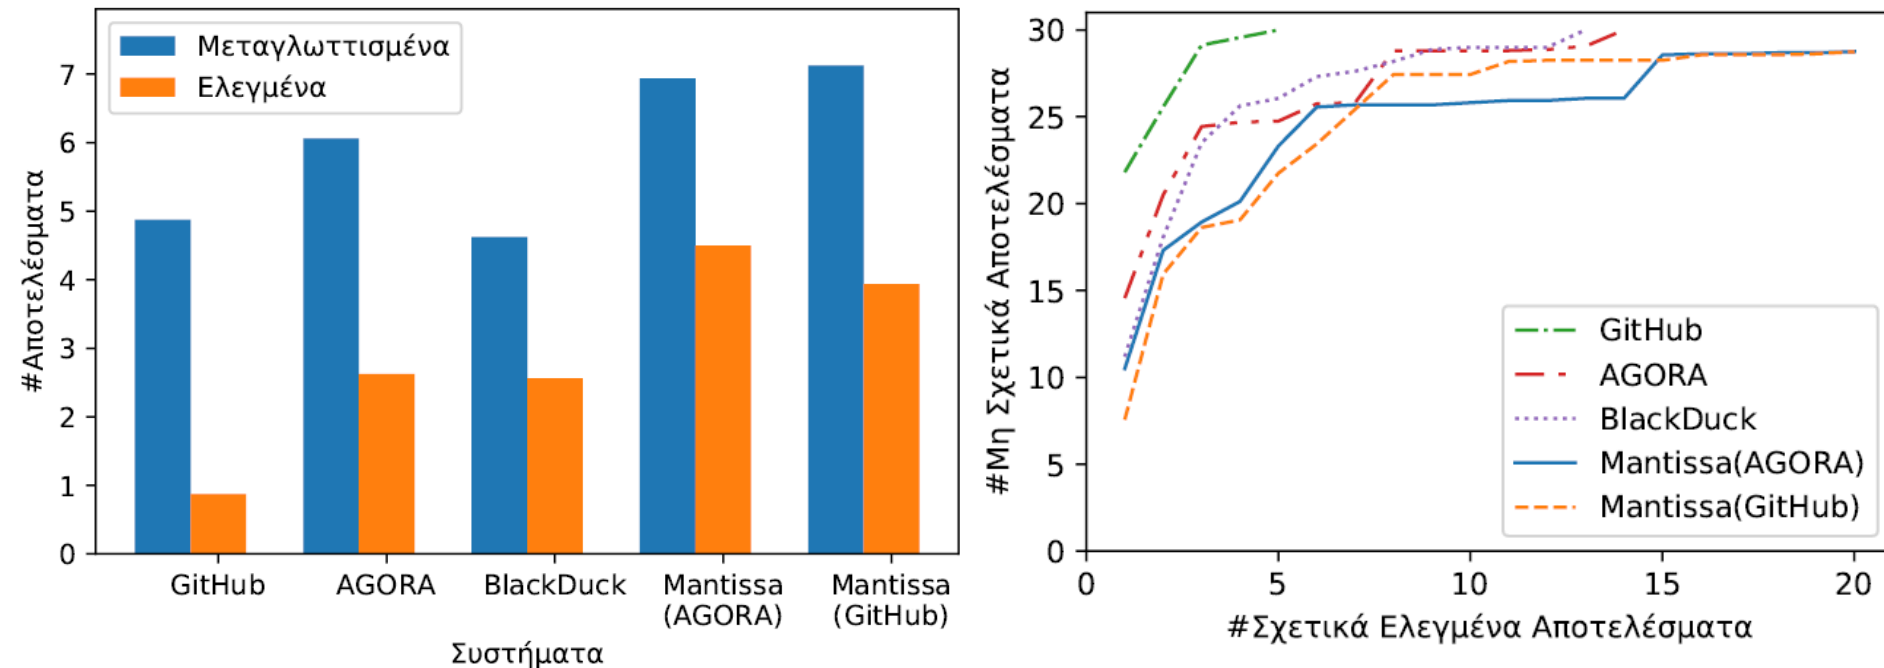 Μεταγλωττισμένα
Ελεγμένα
#Αποτελέσματα
7
6
5
4
3
2
1
0
GitHub
AGORA
BlackDuck
Mantissa
(AGORA)
Mantissa
(GitHub)
Συστήματα
#Μη Σχετικά Αποτελέσματα
30
25
20
15
10
5
0
GitHub
AGORA
BlackDuck
Mantissa(AGORA)
Mantissa(GitHub)
0
5
10
15
20
#Σχετικά Ελεγμένα Αποτελέσματα